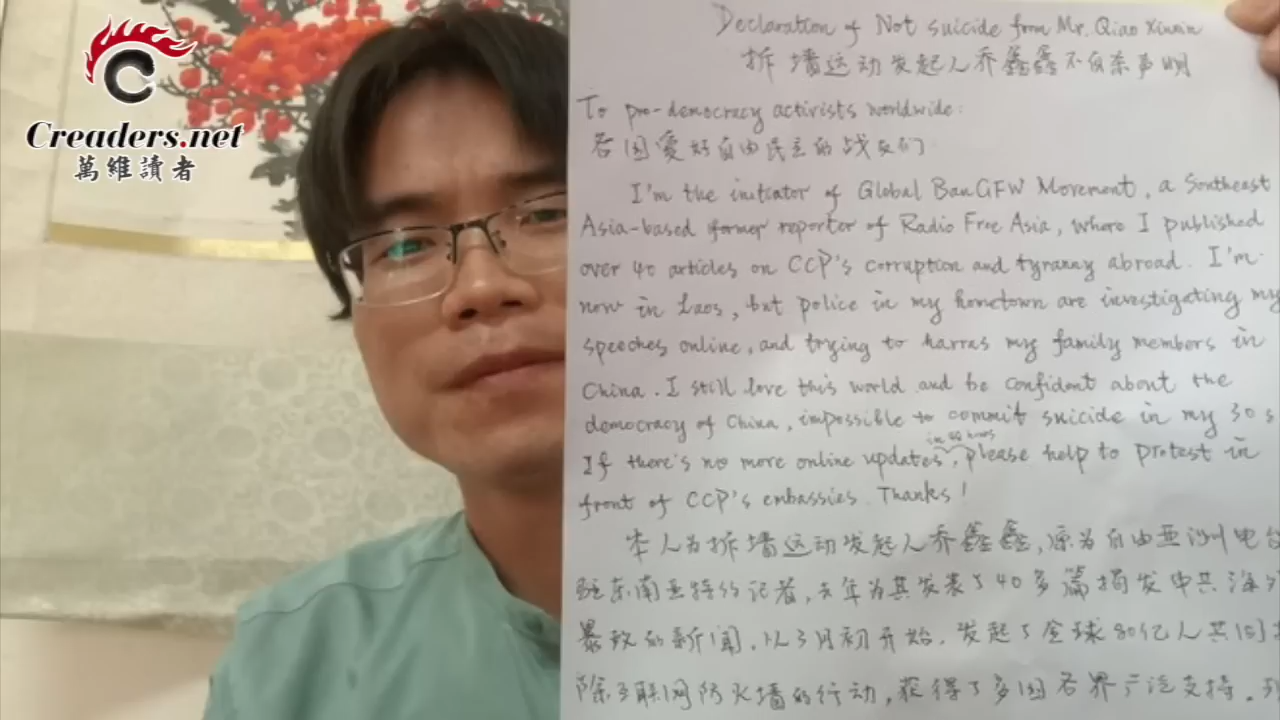 Creaders.net
萬維讀者
Declaration of Not suicide from Mr. Qiao Xinxin
拆墙运动发起人乔鑫鑫不自杀声明
To pro-democracy activists worldwide:
各国爱好自由民主的战友们
I'm the initiator of Global BanGFW Movement, a Southeast
Asia-based former reporter of Radio Free Asia, where I published
over 40 articles on CCP's corruption and tyranny abroad. I'm
now in Laos, but police in my hometown are investigating my
speeches online, and trying to harras my family members in
China. I still love this world and be confident about the
democracy of China, impossible to commit suicide in my 30s
If there's no more online updates in 48 hours, please help to protest in
front of CCP's embassies. Thanks!
本人为拆墙运动发起人乔鑫鑫,原为自由亚洲电台
驻东南亚特约记者,去年为其发表了40多篇揭发中共海外
暴政的新闻,从3月初开始,发起了全球80亿人共同拆
除互联网防火墙的行动,获得了多国各界广泛支持。